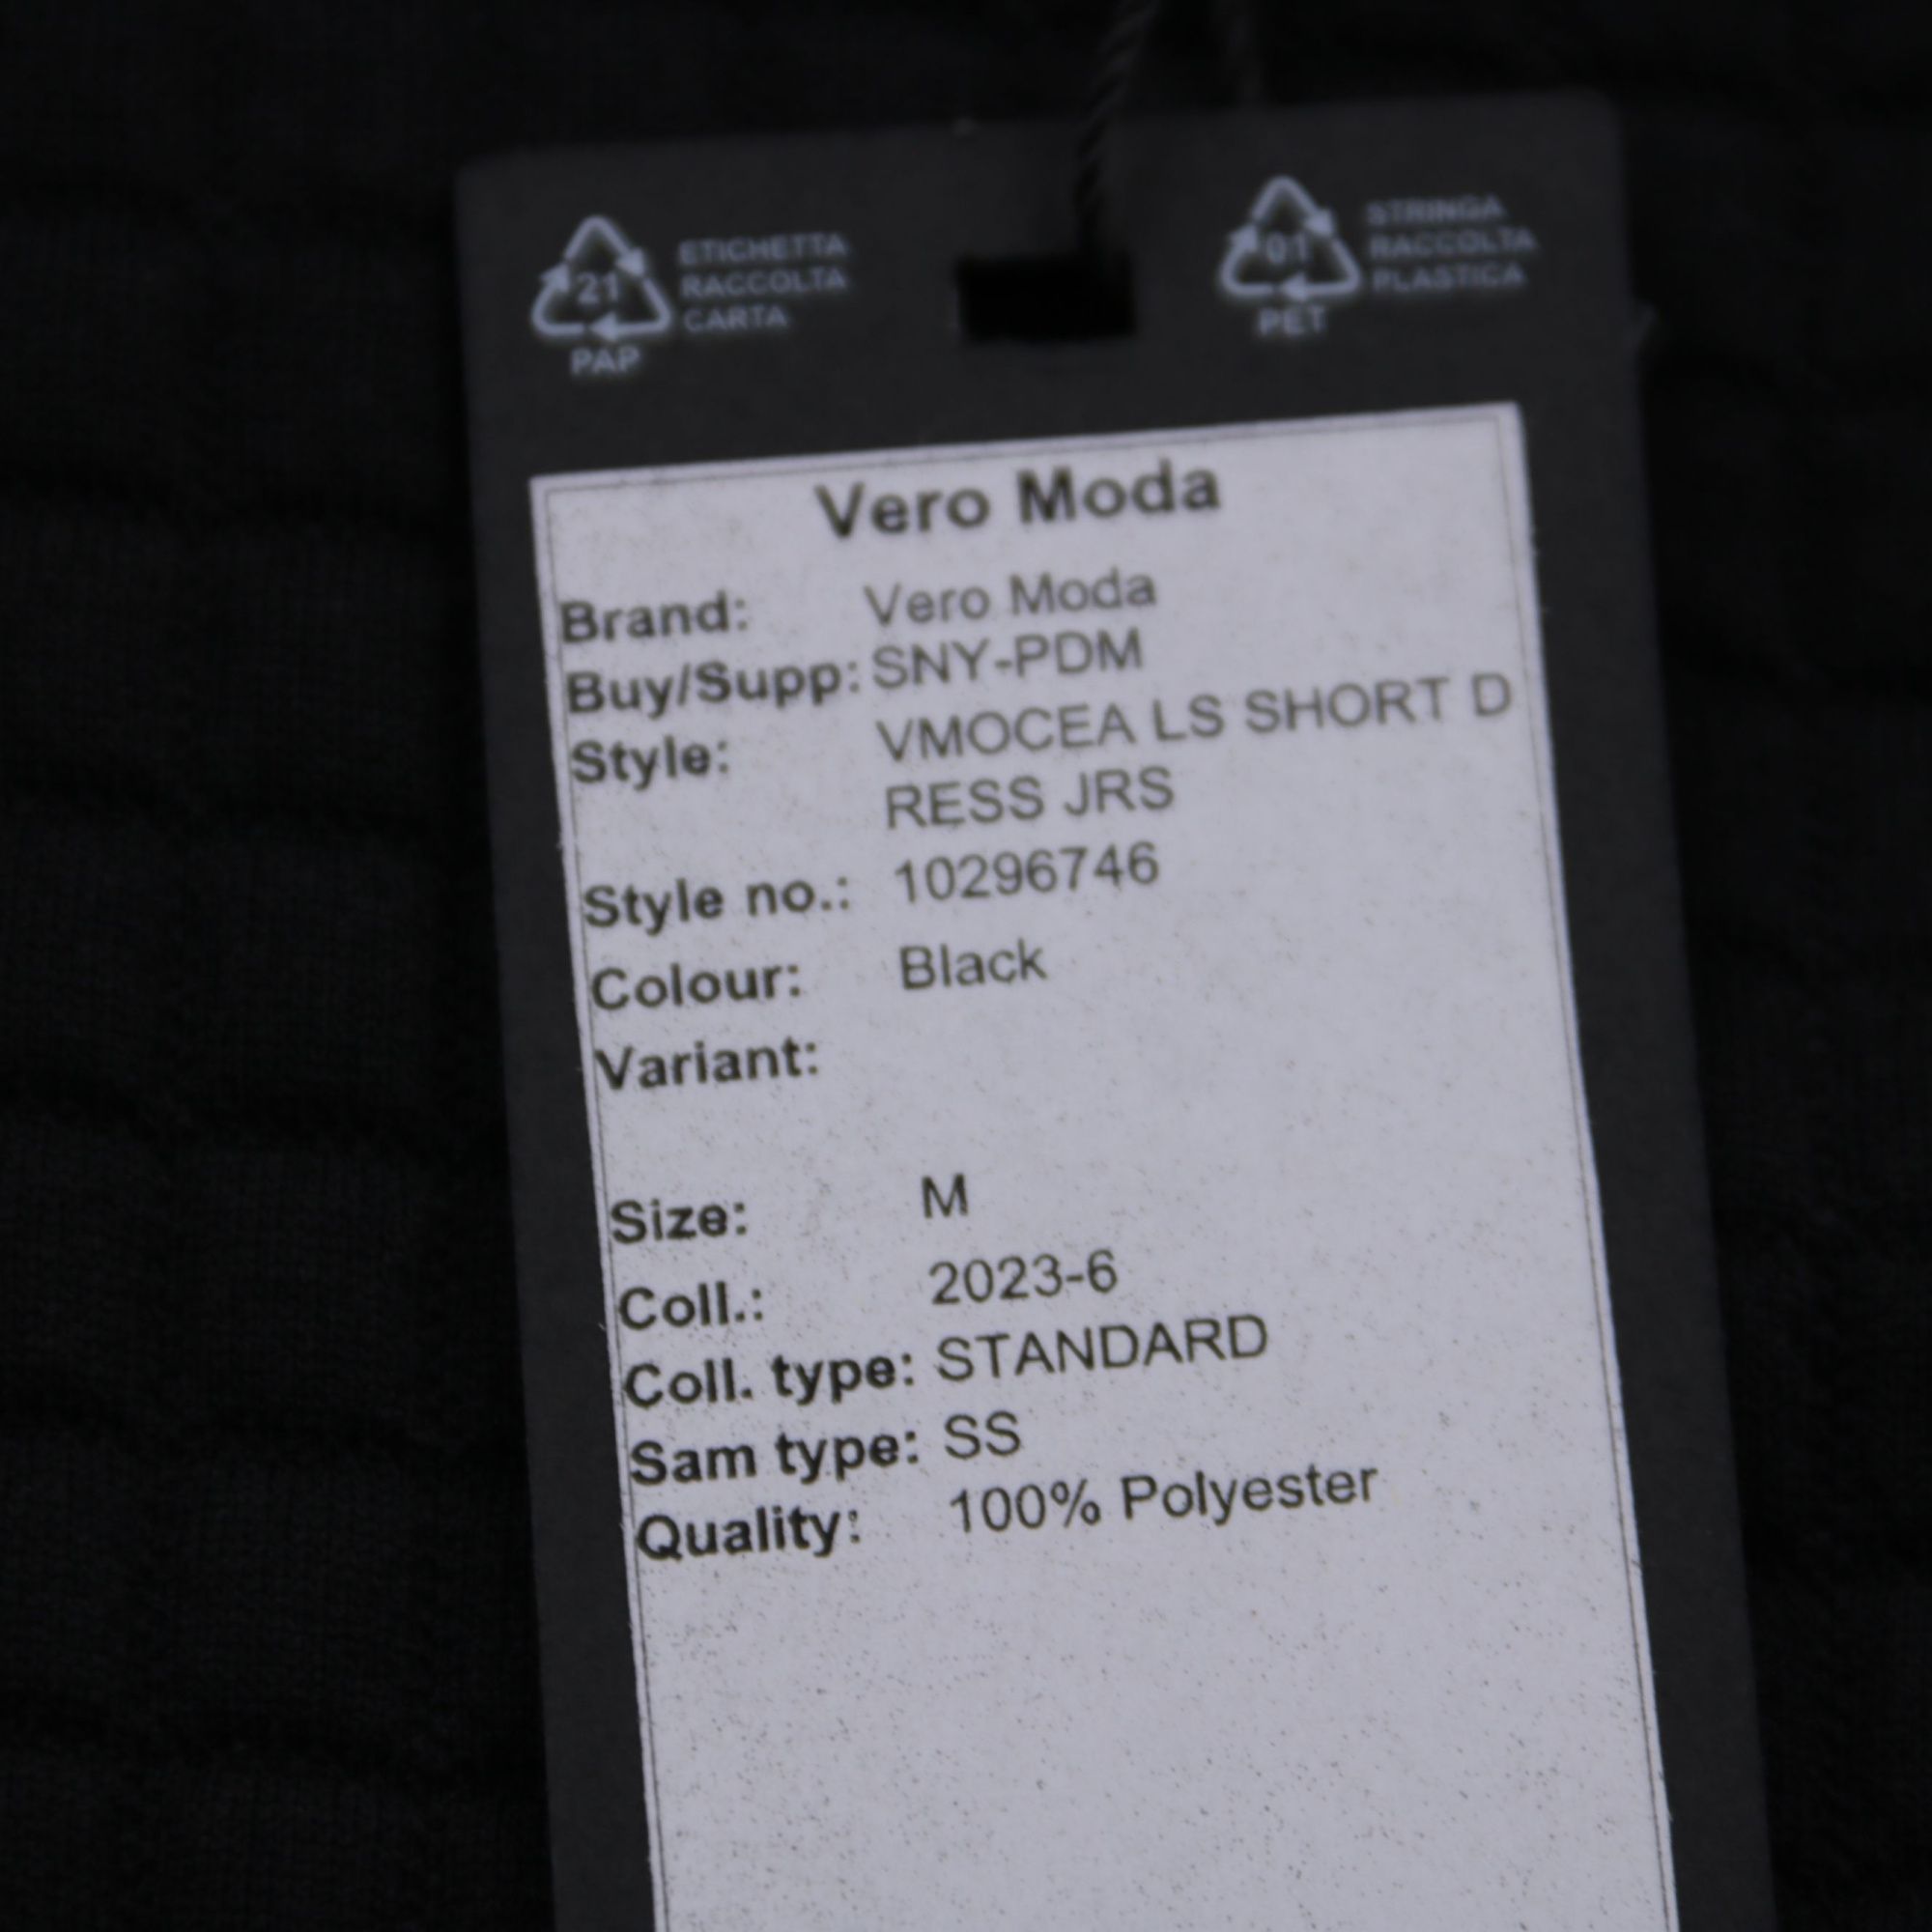 21
PAP
ETICHETTA
RACCOLTA
CARTA
01
PET
STRINGA
RACCOLTA
PLASTICA
Vero Moda
Brand: Vero Moda
Buy/Supp: SNY-PDM
Style: VMOCEA LS SHORT D
RESS JRS
Style no.: 10296746
Colour: Black
Variant:
Size: M
Coll.: 2023-6
Coll. type: STANDARD
Sam type: SS
Quality: 100% Polyester